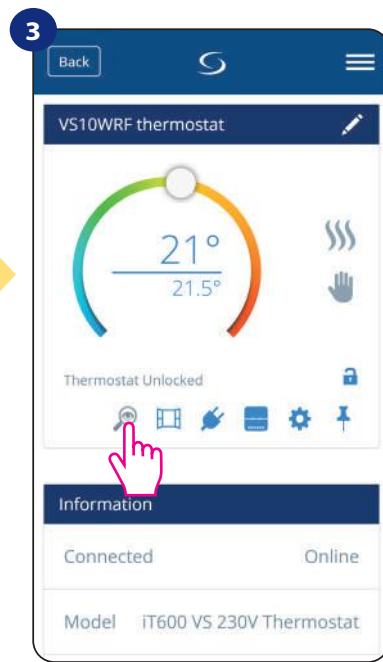 3
Back
VS10WRF thermostat
21°
21.5°
Thermostat Unlocked
Information
Connected Online
Model iT600 VS 230V Thermostat